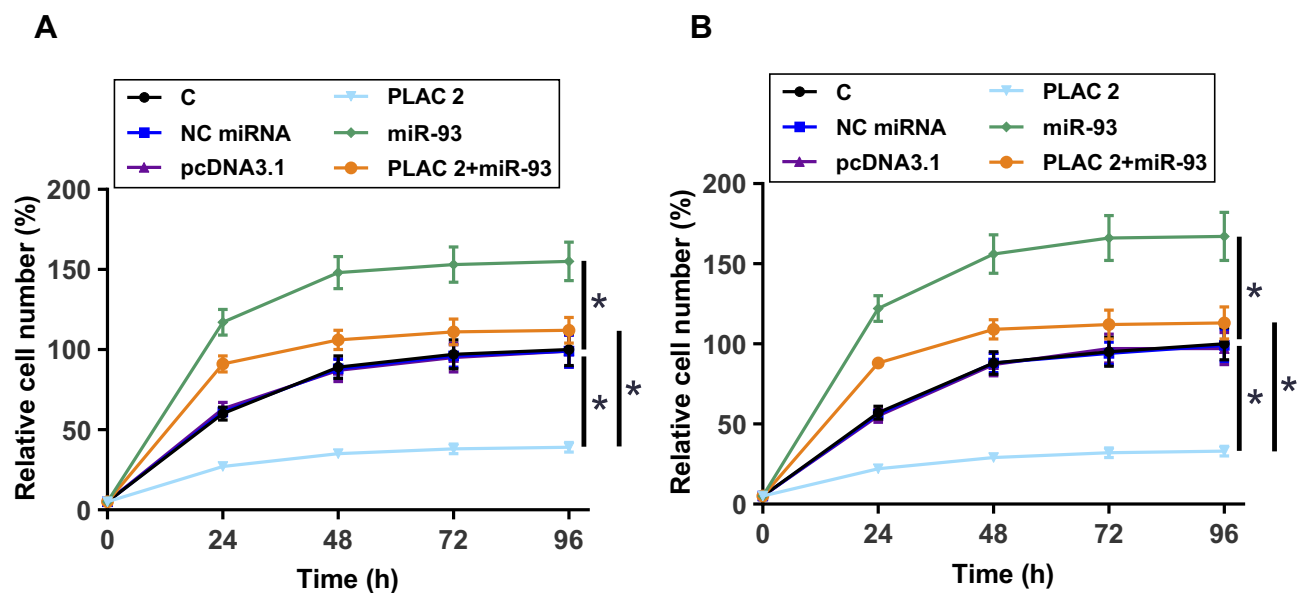 A
C
NC miRNA
pcDNA3.1
PLAC 2
miR-93
PLAC 2+miR-93
Relative cell number (%)
200
150
100
50
0
0 24 48 72 96
Time (h)
*
*
*
B
C
NC miRNA
pcDNA3.1
PLAC 2
miR-93
PLAC 2+miR-93
Relative cell number (%)
200
150
100
50
0
0 24 48 72 96
Time (h)
*
*
*